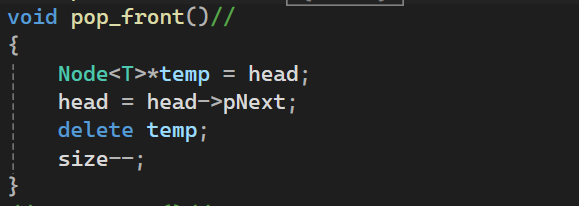 void pop_front()//
{
Node<T>*temp = head;
head = head->pNext;
delete temp;
size--;
}